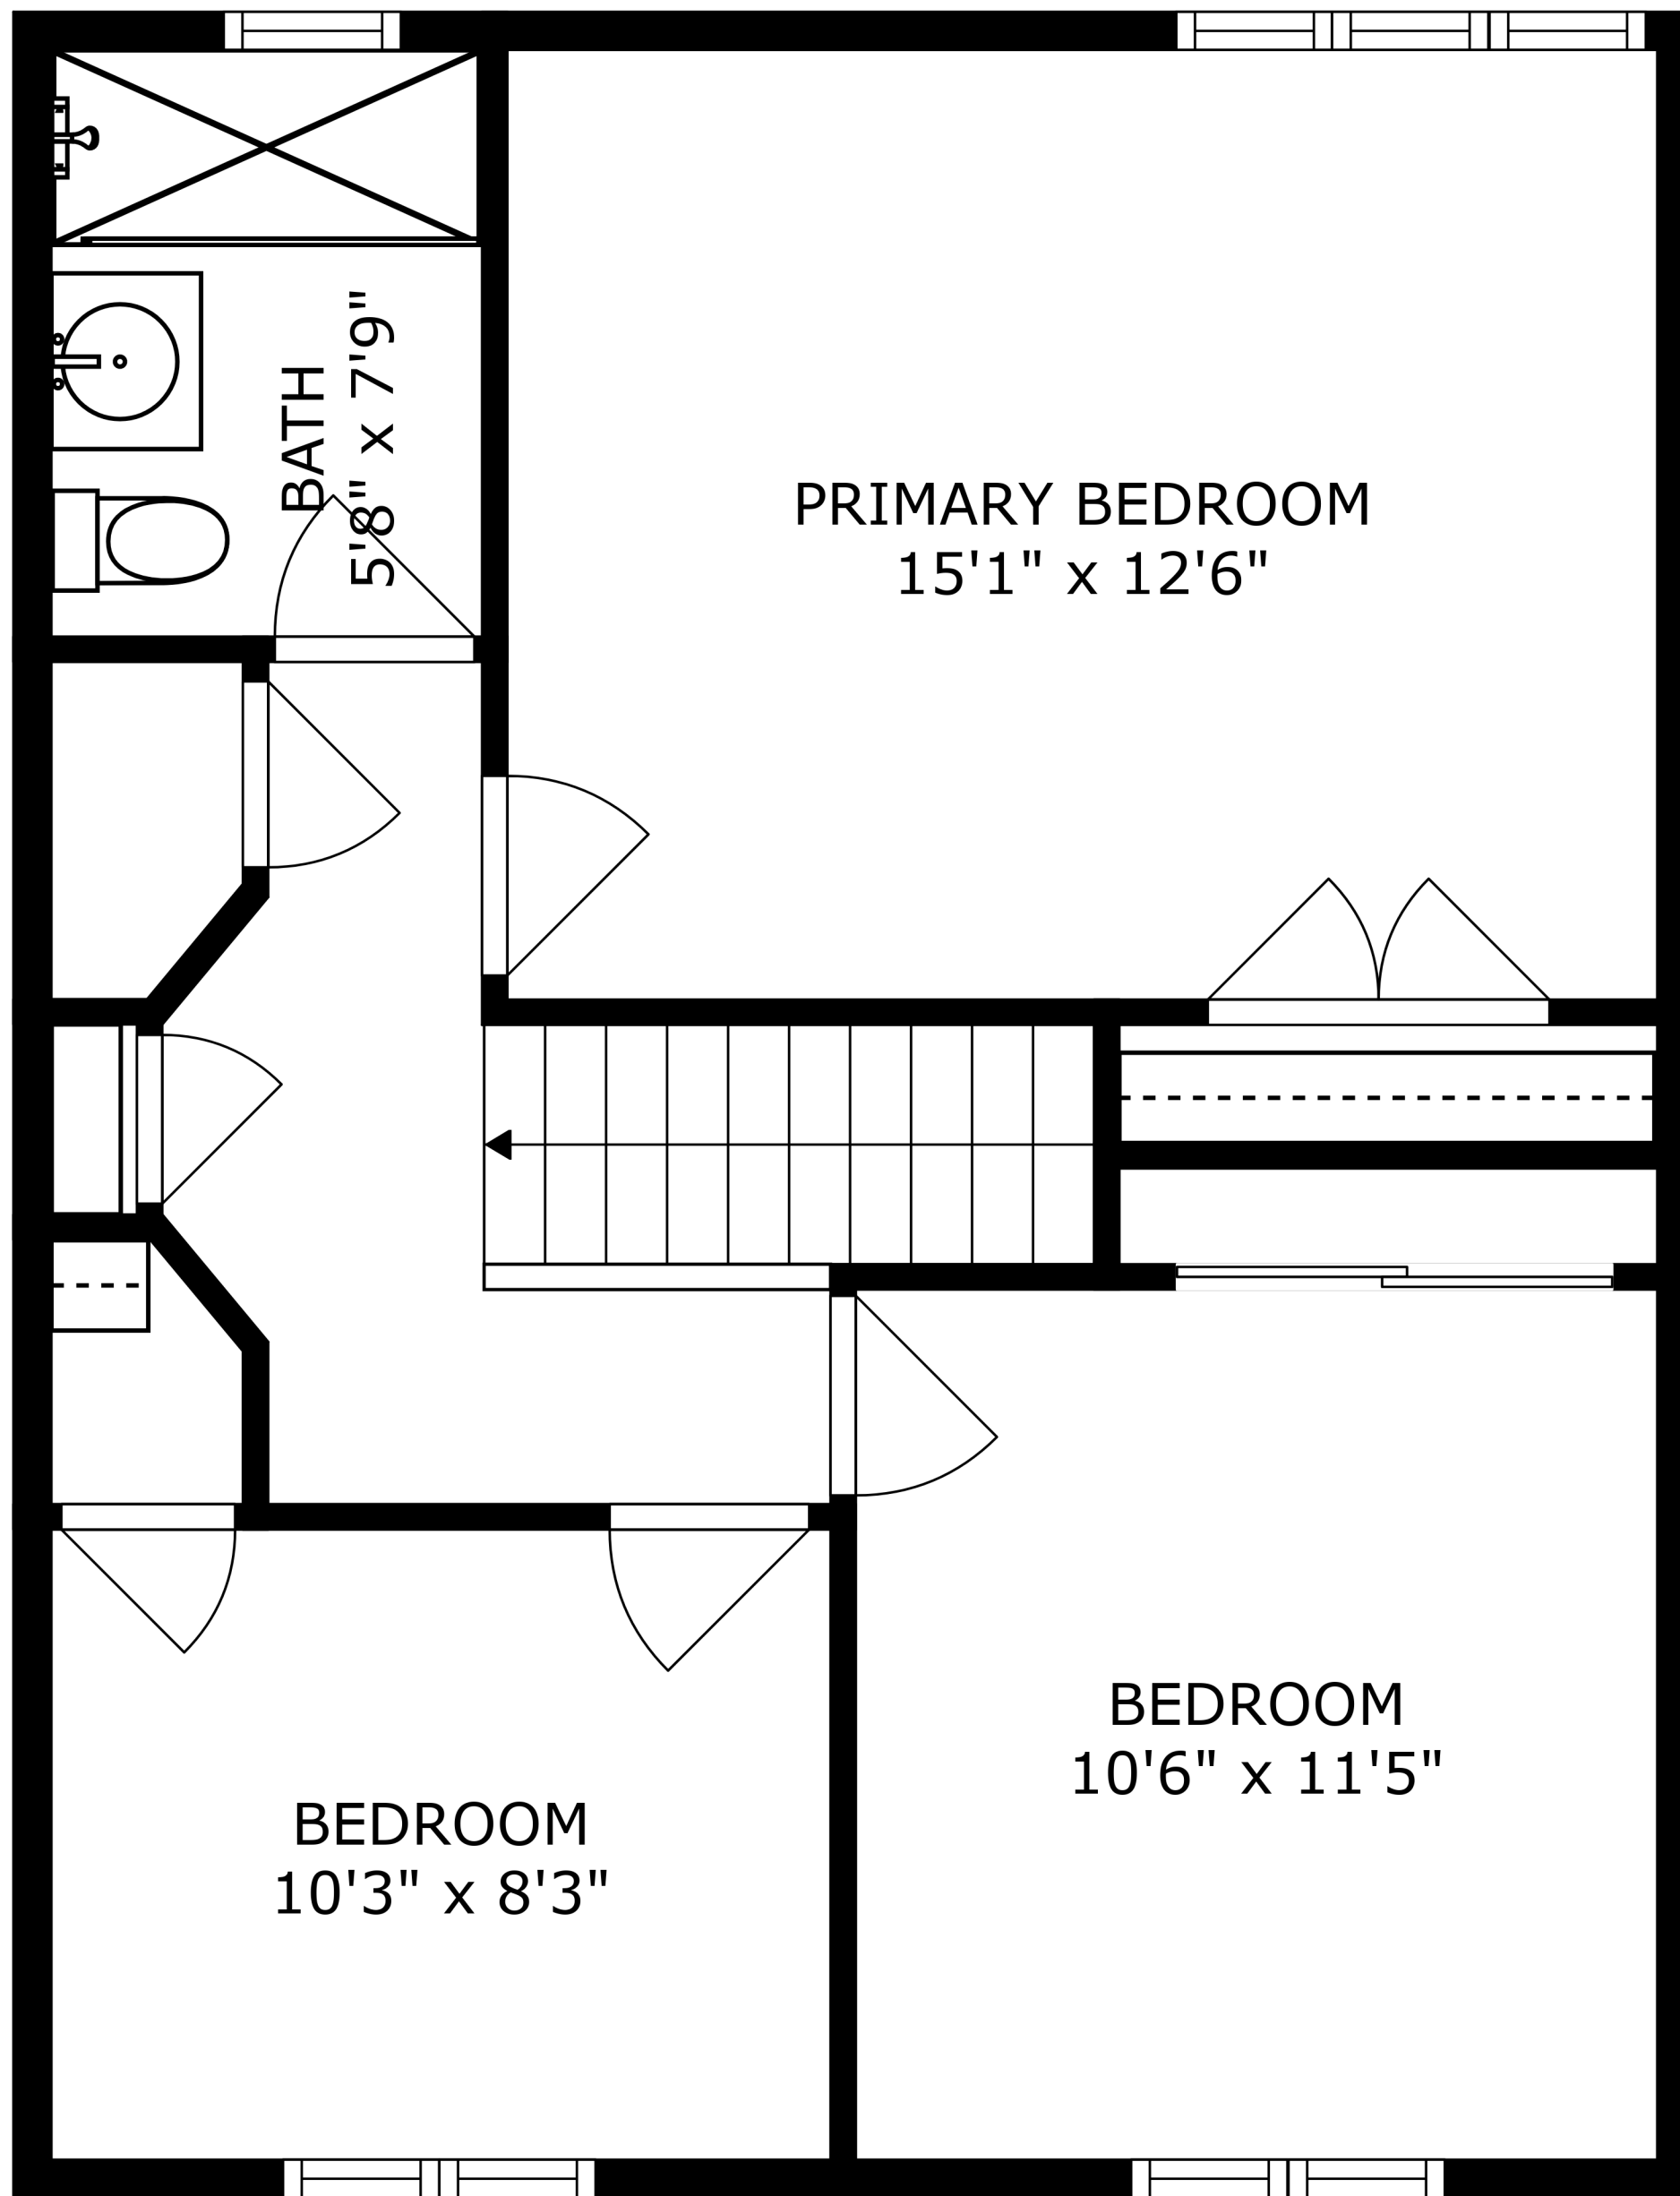 BATH
5'8" x 7'9"
PRIMARY BEDROOM
15'1" x 12'6"
BEDROOM
10'6" x 11'5"
BEDROOM
10'3" x 8'3"